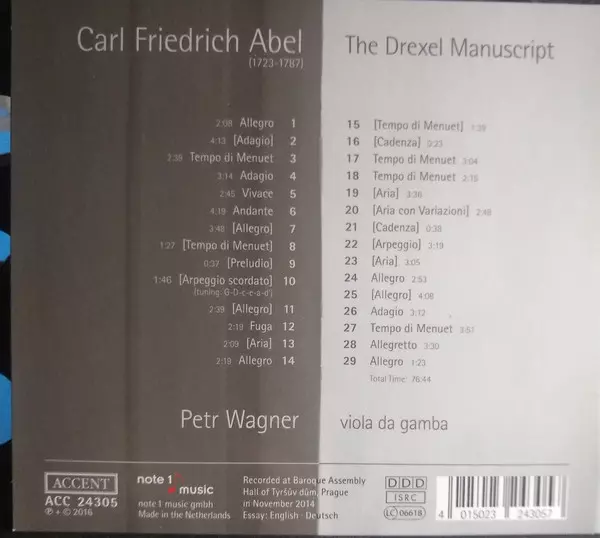 Carl Friedrich Abel
(1723-1787)
The Drexel Manuscript
2:08 Allegro 1
4:13 [Adagio] 2
2:35 Tempo di Menuet 3
3:14 Adagio 4
2:45 Vivace 5
4:19 Andante 6
3:48 [Allegro] 7
1:27 [Tempo di Menuet] 8
0:37 [Preludio] 9
1:46 [Arpeggio scordato] 10
(tuning: G-D-c-e-a-d')
2:39 [Allegro] 11
2:19 Fuga 12
2:09 [Aria] 13
2:19 Allegro 14
15 [Tempo di Menuet] 1:39
16 [Cadenza] 0:23
17 Tempo di Menuet 3:04
18 Tempo di Menuet 2:15
19 [Aria] 3:36
20 [Aria con Variazioni] 2:48
21 [Cadenza] 0:38
22 [Arpeggio] 3:19
23 [Aria] 3:05
24 Allegro 2:53
25 [Allegro] 4:08
26 Adagio 3:12
27 Tempo di Menuet 3:51
28 Allegretto 3:30
29 Allegro 1:23
Total Time: 76:44
Petr Wagner
viola da gamba
ACCENT
ACC 24305
℗ + © 2016
note 1
music
note 1 music gmbh
Made in the Netherlands
Recorded at Baroque Assembly
Hall of Tyršův dům, Prague
in November 2014
Essay: English · Deutsch
DDD
ISRC
LC 06618
4 015023 243057